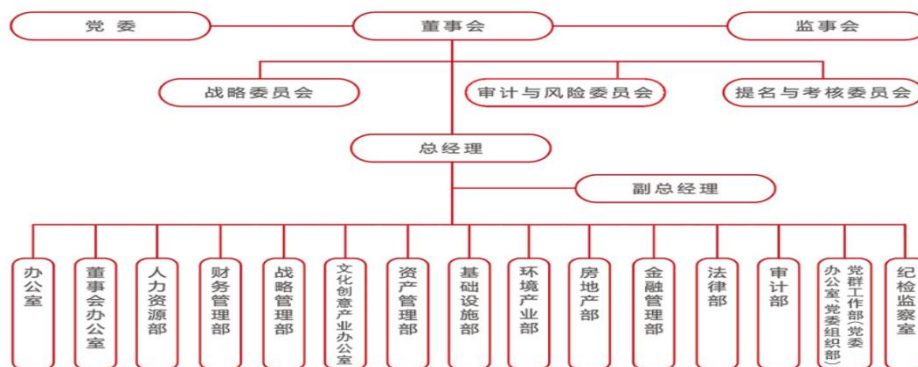 党委
董事会
监事会
战略委员会
审计与风险委员会
提名与考核委员会
总经理
副总经理
办公室
董事会办公室
人力资源部
财务管理部
战略管理部
文化创意产业办公室
资产管理部
基础设施部
环境产业部
房地产部
金融管理部
法律部
审计部
党群工作部(党委
办公室、党委组织部)
纪检监察室